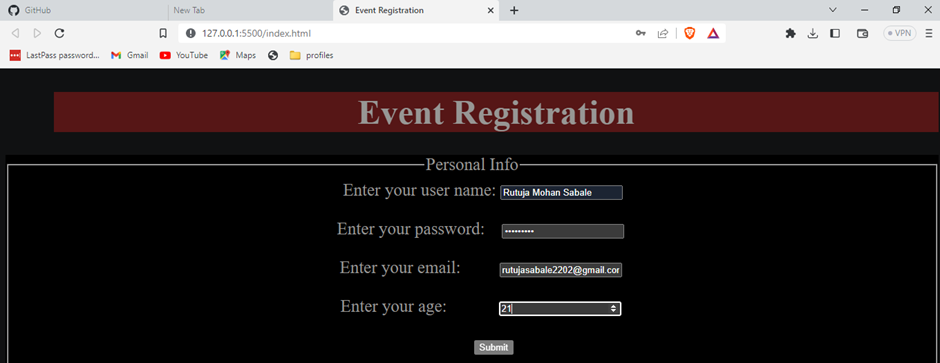 GitHub New Tab Event Registration
127.0.0.1:5500/index.html VPN
LastPass password... Gmail YouTube Maps profiles
Event Registration
Personal Info
Enter your user name: Rutuja Mohan Sabale
Enter your password: •••••••••
Enter your email: rutujasabale2202@gmail.com
Enter your age: 21
Submit